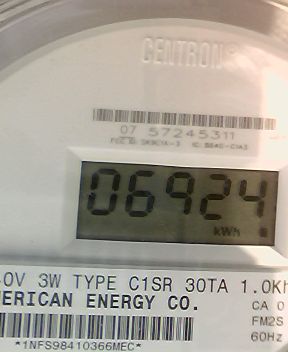 CENTRON®
07 57245311
06924
kWh
0V 3W TYPE C1SR 30TA 1.0Kh
ERICAN ENERGY CO.
CA 0
FM2S
60Hz
*1NFS98410366MEC*